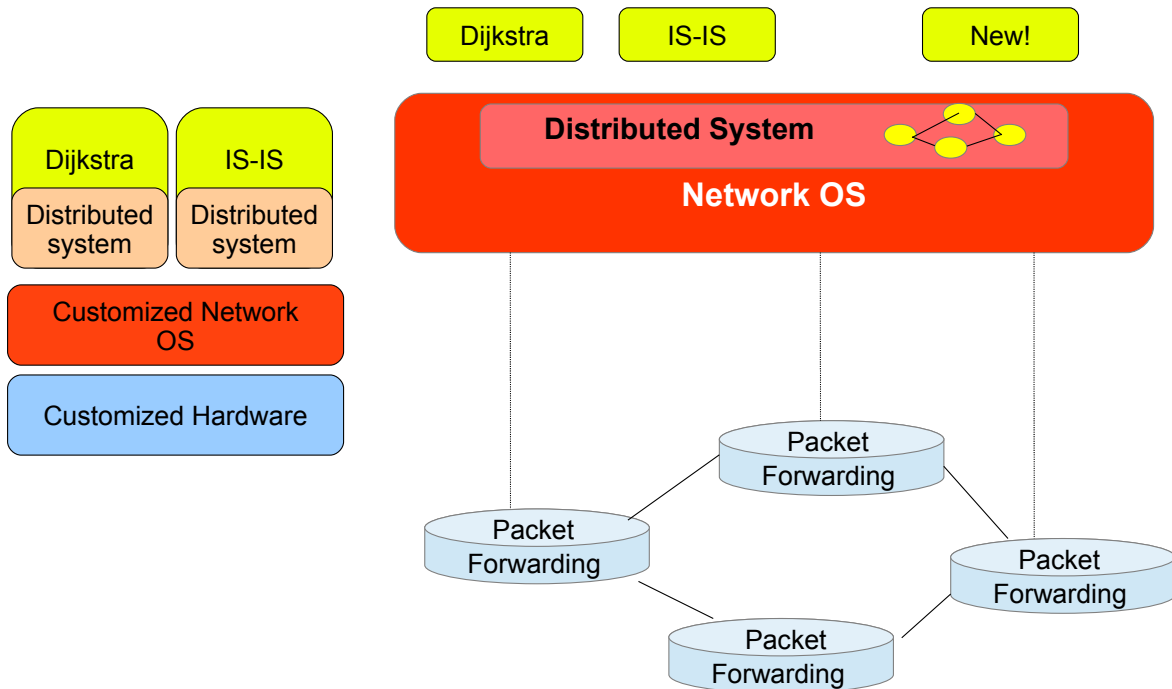 Dijkstra
IS-IS
New!
Distributed System
Network OS
Dijkstra
IS-IS
Distributed
system
Distributed
system
Customized Network
OS
Customized Hardware
Packet
Forwarding
Packet
Forwarding
Packet
Forwarding
Packet
Forwarding